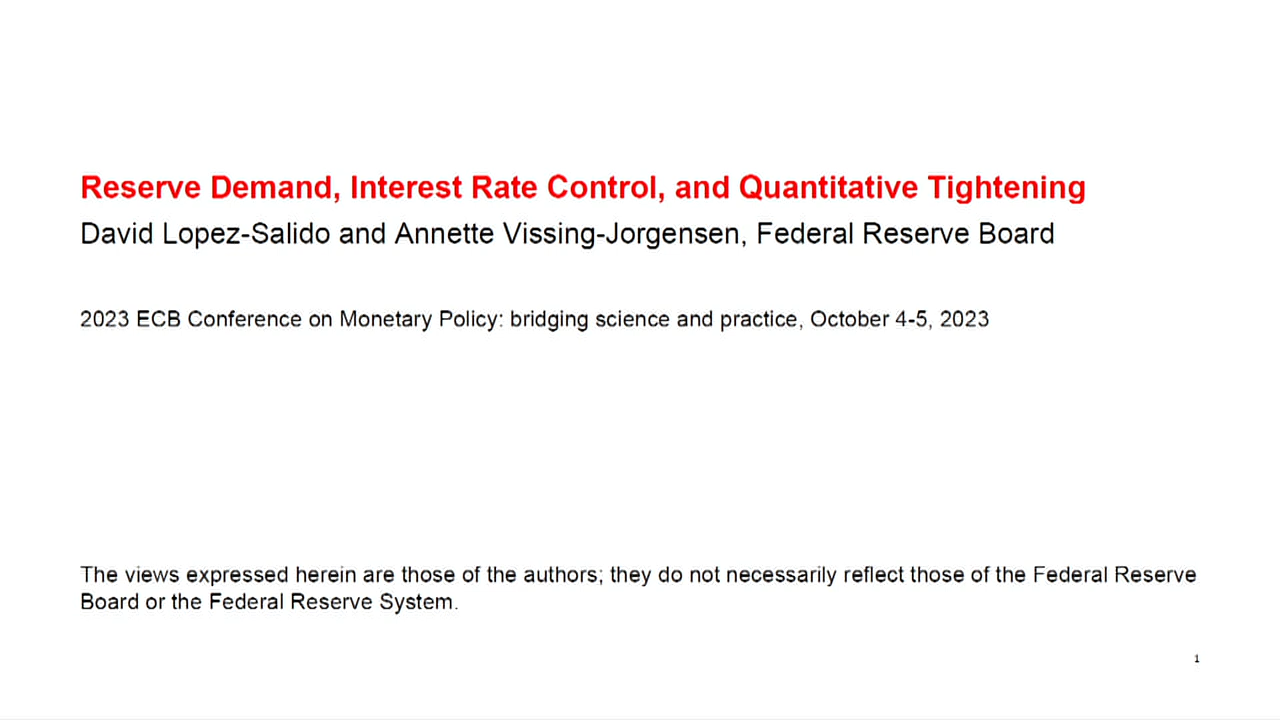 Reserve Demand, Interest Rate Control, and Quantitative Tightening
David Lopez-Salido and Annette Vissing-Jorgensen, Federal Reserve Board
2023 ECB Conference on Monetary Policy: bridging science and practice, October 4-5, 2023
The views expressed herein are those of the authors; they do not necessarily reflect those of the Federal Reserve
Board or the Federal Reserve System.
1